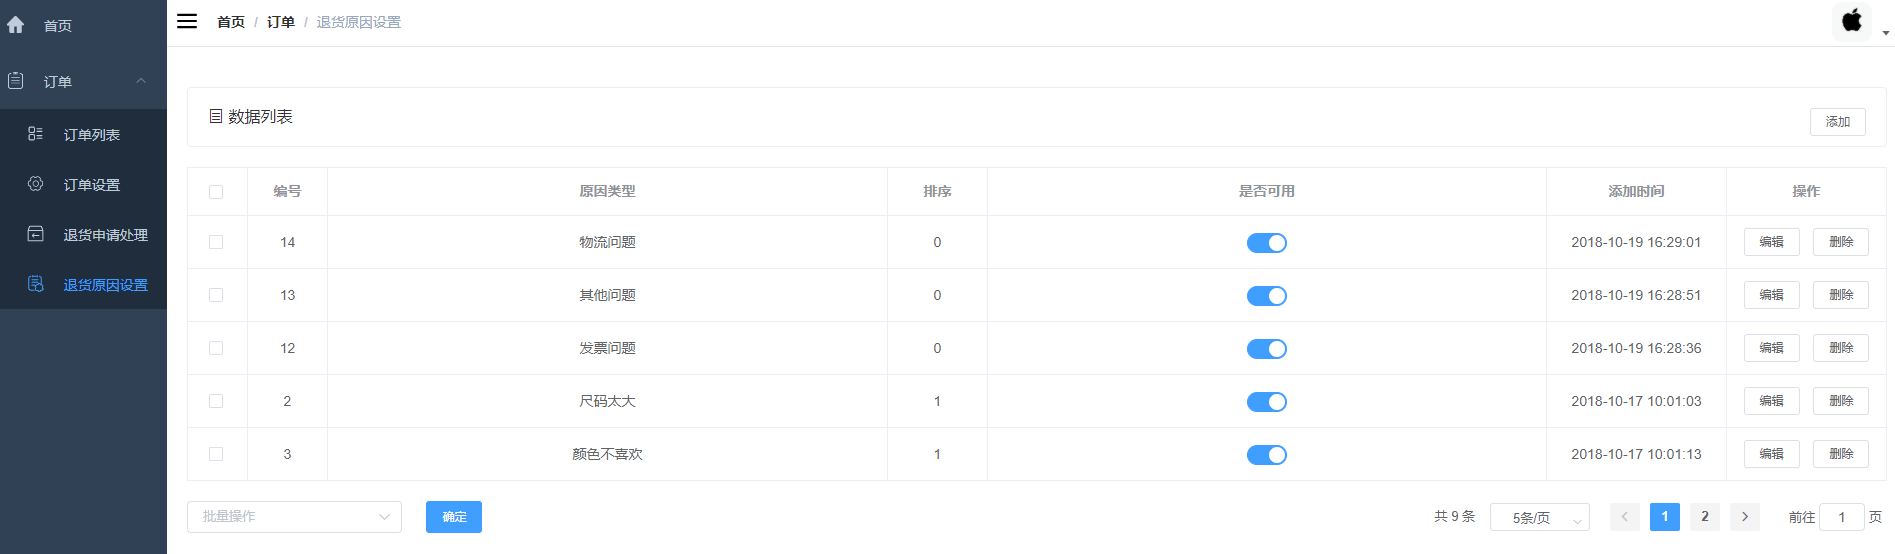 首页
订单
订单列表
订单设置
退货申请处理
退货原因设置
首页 / 订单 / 退货原因设置
数据列表
添加
编号 原因类型 排序 是否可用 添加时间 操作
14 物流问题 0 2018-10-19 16:29:01 编辑 删除
13 其他问题 0 2018-10-19 16:28:51 编辑 删除
12 发票问题 0 2018-10-19 16:28:36 编辑 删除
2 尺码太大 1 2018-10-17 10:01:03 编辑 删除
3 颜色不喜欢 1 2018-10-17 10:01:13 编辑 删除
批量操作 确定 共 9 条 5条/页 1 2 前往 1 页